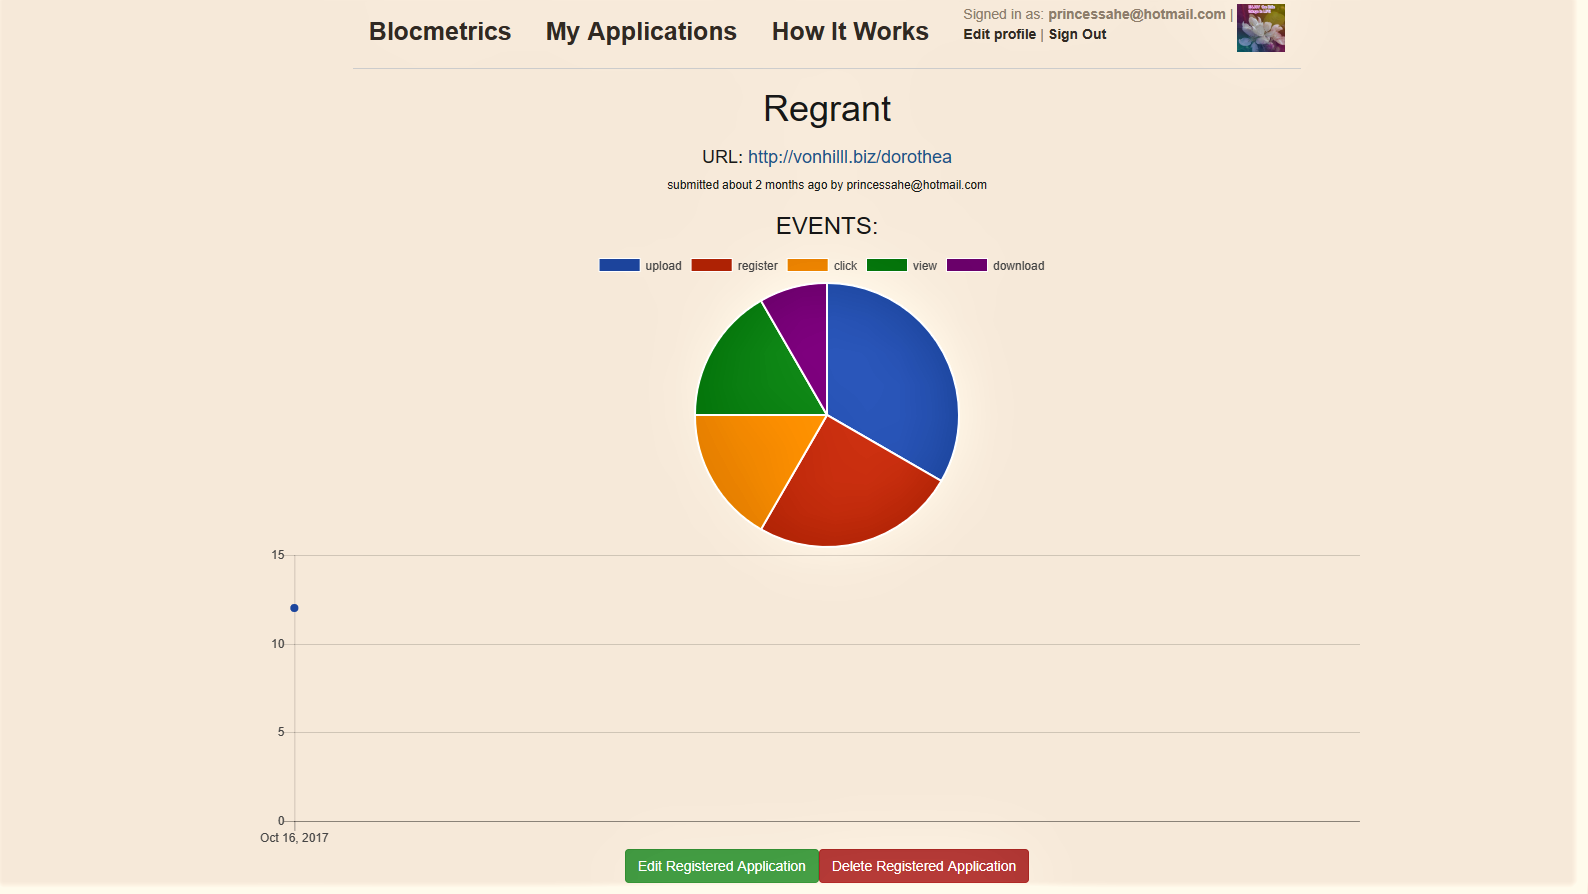 Blocmetrics My Applications How It Works
Signed in as: princessahe@hotmail.com |
Edit profile | Sign Out
Regrant
URL: http://vonhilll.biz/dorothea
submitted about 2 months ago by princessahe@hotmail.com
EVENTS:
upload register click view download
15
10
5
0
Oct 16, 2017
Edit Registered Application Delete Registered Application